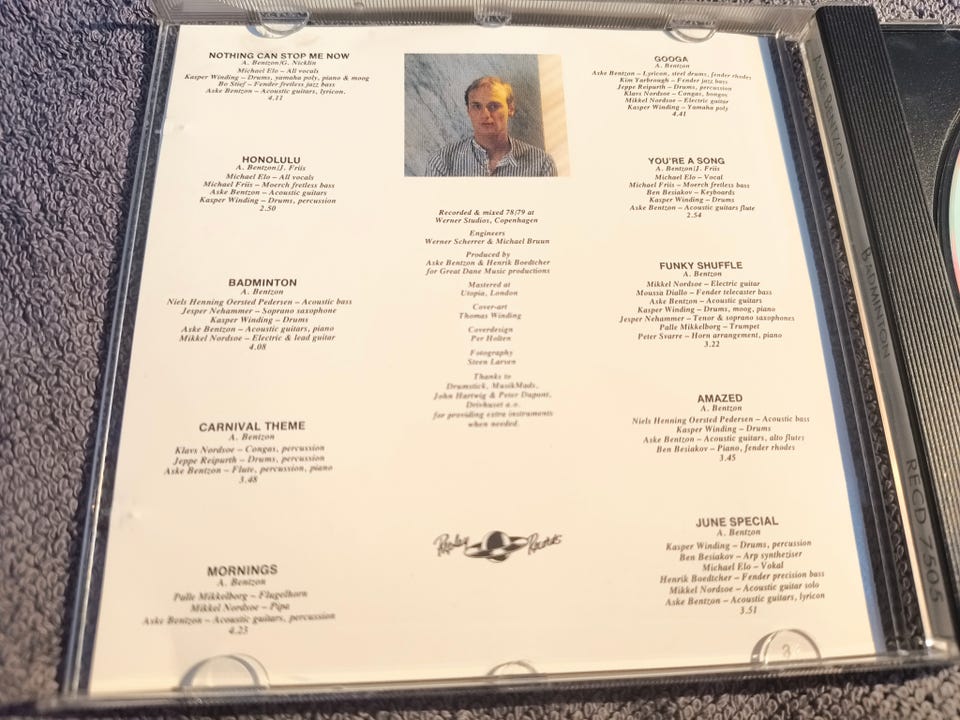 NOTHING CAN STOP ME NOW
A. Bentzon/G. Nicklin
Michael Elo – All vocals
Kasper Winding – Drums, yamaha poly, piano & moog
Bo Stief – Fender fretless jazz bass
Aske Bentzon – Acoustic guitars, lyricon.
4.11
HONOLULU
A. Bentzon/J. Friis
Michael Elo – All vocals
Michael Friis – Moerch fretless bass
Aske Bentzon – Acoustic guitars
Kasper Winding – Drums, percussion
2.50
BADMINTON
A. Bentzon
Niels Henning Oersted Pedersen – Acoustic bass
Jesper Nehammer – Soprano saxophone
Kasper Winding – Drums
Aske Bentzon – Acoustic guitars, piano
Mikkel Nordsoe – Electric & lead guitar
4.08
CARNIVAL THEME
A. Bentzon
Klavs Nordsoe – Congas, percussion
Jeppe Reipurth – Drums, percussion
Aske Bentzon – Flute, percussion, piano
3.48
MORNINGS
A. Bentzon
Palle Mikkelborg – Flugelhorn
Mikkel Nordsoe – Pipa
Aske Bentzon – Acoustic guitars, percussion
4.23
Recorded & mixed 78/79 at
Werner Studios, Copenhagen
Engineers
Werner Scherrer & Michael Bruun
Produced by
Aske Bentzon & Henrik Boedtcher
for Great Dane Music productions
Mastered at
Utopia, London
Cover-art
Thomas Winding
Coverdesign
Per Holten
Fotography
Steen Larsen
Thanks to
Drumstick, MusikMads,
John Hartwig & Peter Dupont,
Drivhuset a.o.
for providing extra instruments
when needed.
Replay Records
GOOGA
A. Bentzon
Aske Bentzon – Lyricon, steel drums, fender rhodes
Kim Yarbrough – Fender jazz bass
Jeppe Reipurth – Drums, percussion
Klavs Nordsoe – Congas, bongos
Mikkel Nordsoe – Electric guitar
Kasper Winding – Yamaha poly
4.41
YOU'RE A SONG
A. Bentzon/J. Friis
Michael Elo – Vocal
Michael Friis – Moerch fretless bass
Ben Besiakov – Keyboards
Kasper Winding – Drums
Aske Bentzon – Acoustic guitars flute
2.54
FUNKY SHUFFLE
A. Bentzon
Mikkel Nordsoe – Electric guitar
Moussa Diallo – Fender telecaster bass
Aske Bentzon – Acoustic guitars
Kasper Winding – Drums, moog, piano
Jesper Nehammer – Tenor & soprano saxophones
Palle Mikkelborg – Trumpet
Peter Svarre – Horn arrangement, piano
3.22
AMAZED
A. Bentzon
Niels Henning Oersted Pedersen – Acoustic bass
Kasper Winding – Drums
Aske Bentzon – Acoustic guitars, alto flutes
Ben Besiakov – Piano, fender rhodes
3.45
JUNE SPECIAL
A. Bentzon
Kasper Winding – Drums, percussion
Ben Besiakov – Arp syntheziser
Michael Elo – Vokal
Henrik Boedtcher – Fender precision bass
Mikkel Nordsoe – Acoustic guitar solo
Aske Bentzon – Acoustic guitars, lyricon
3.51
BENTZON BADMINTON RECD 7565